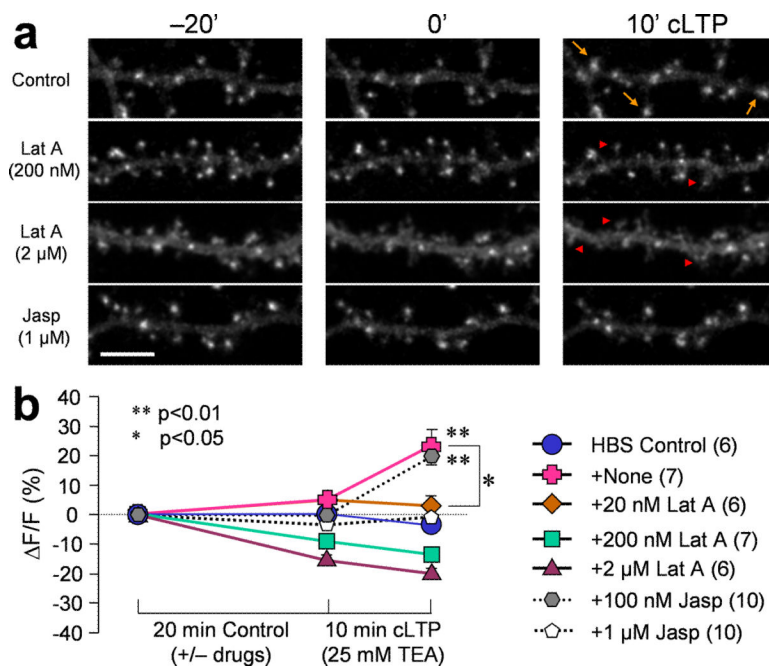 a
–20’ 0’ 10’ cLTP
Control
Lat A
(200 nM)
Lat A
(2 µM)
Jasp
(1 µM)
b
40
30
20
10
0
-10
-20
-30
-40
ΔF/F (%)
** p<0.01
* p<0.05
**
**
*
20 min Control
(+/– drugs)
10 min cLTP
(25 mM TEA)
HBS Control (6)
+None (7)
+20 nM Lat A (6)
+200 nM Lat A (7)
+2 µM Lat A (6)
+100 nM Jasp (10)
+1 µM Jasp (10)